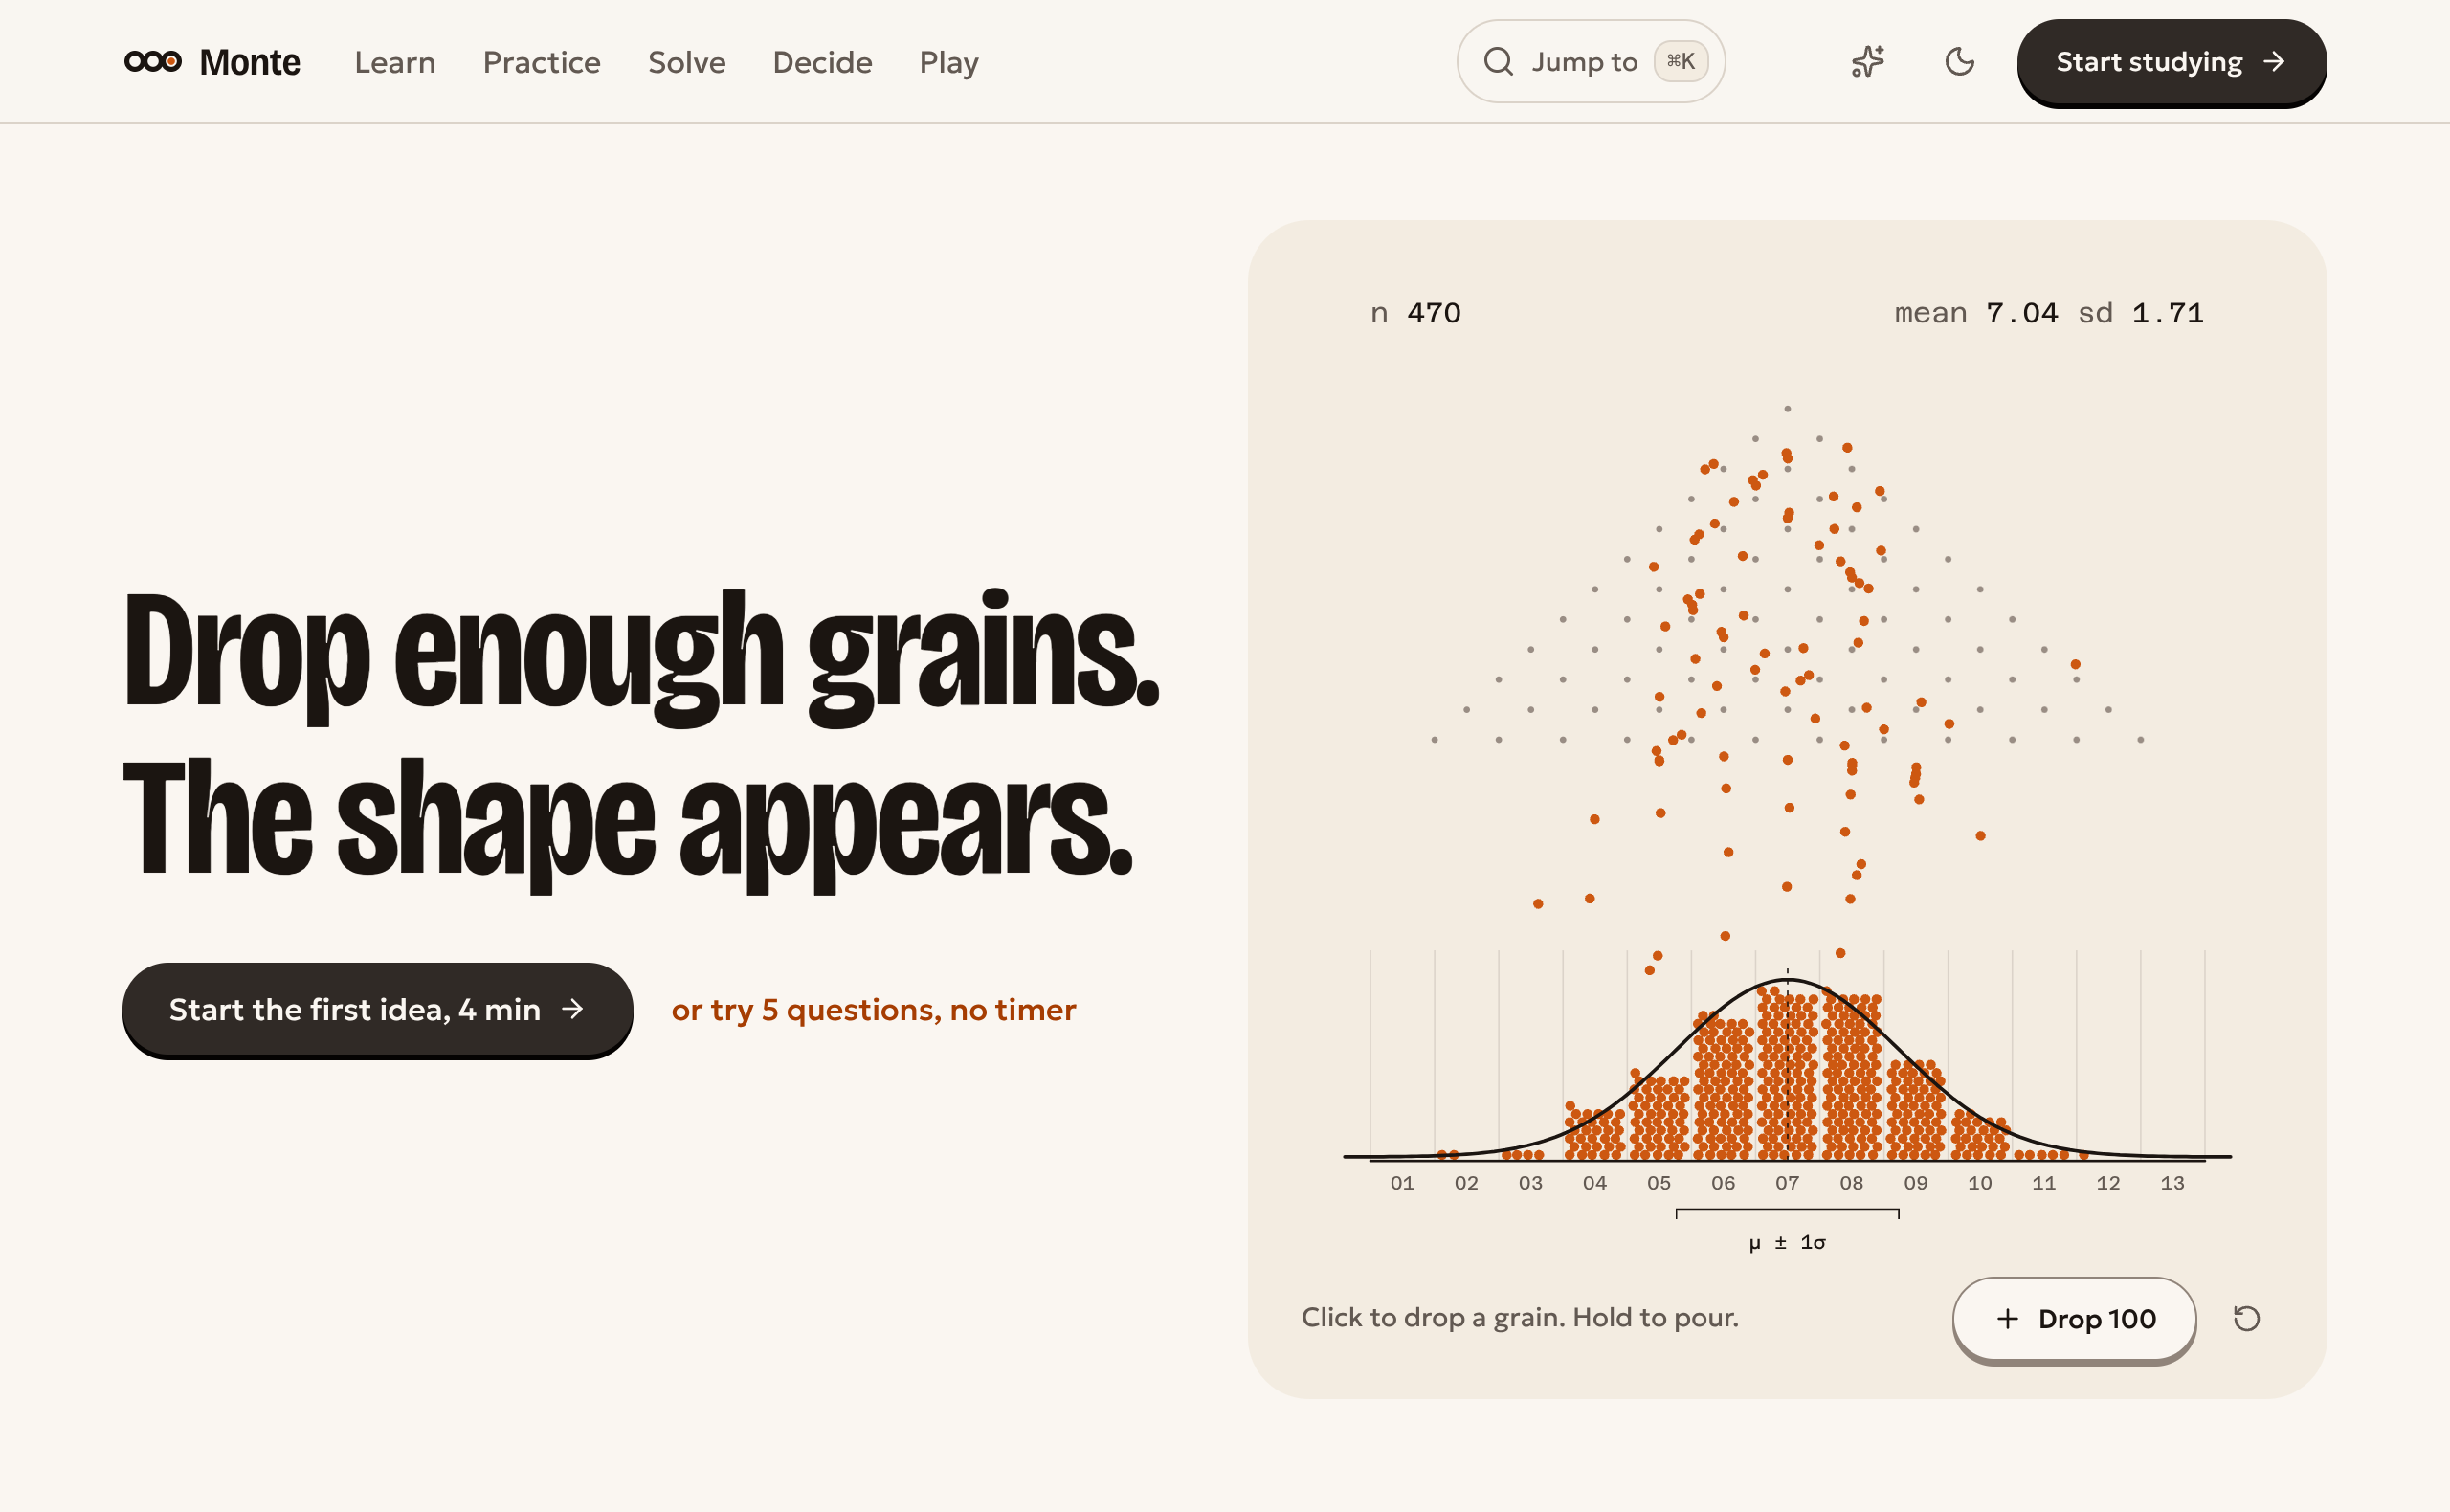 Monte Learn Practice Solve Decide Play Jump to ⌘K Start studying →
n 470 mean 7.04 sd 1.71
Drop enough grains.
The shape appears.
Start the first idea, 4 min →
or try 5 questions, no timer
01 02 03 04 05 06 07 08 09 10 11 12 13
μ ± 1σ
Click to drop a grain. Hold to pour.
+ Drop 100